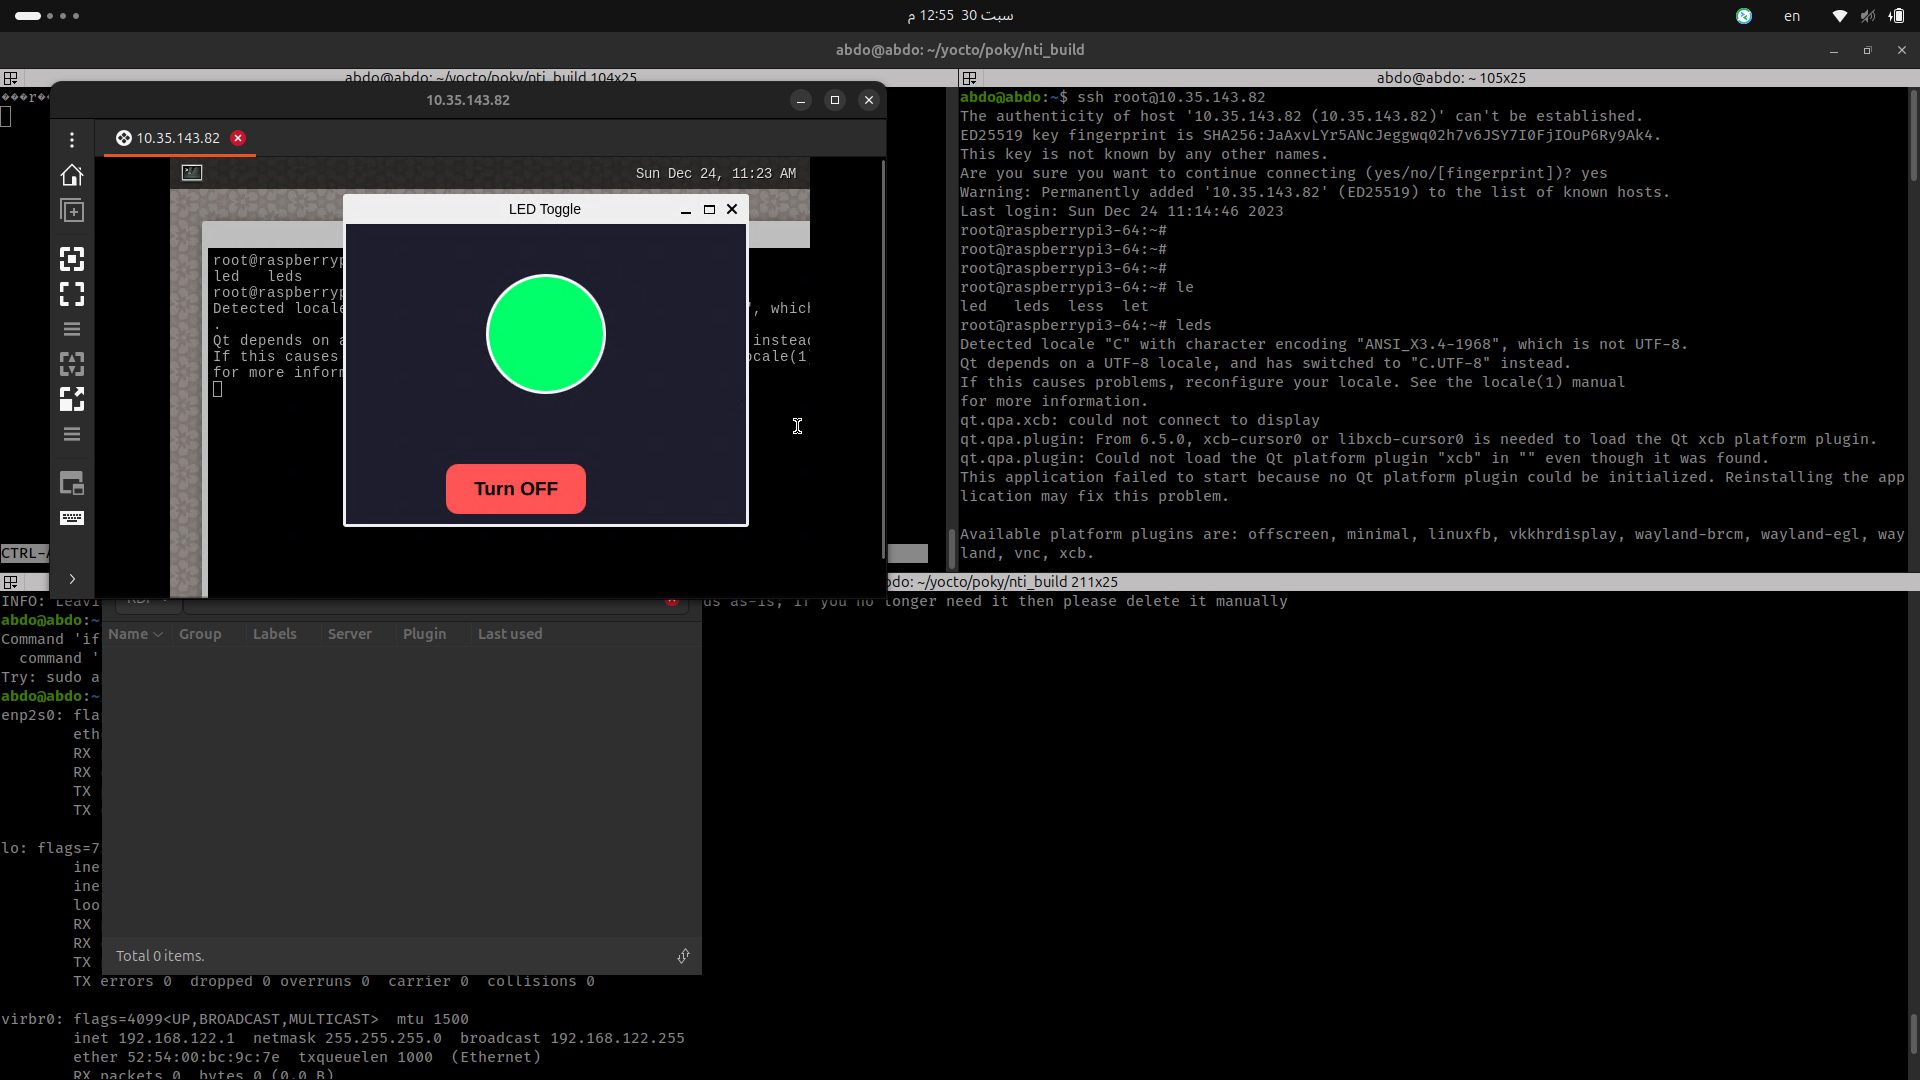 سبت 30  12:55 م
en
abdo@abdo: ~/yocto/poky/nti_build
abdo@abdo: ~/yocto/poky/nti_build 104x25
10.35.143.82
10.35.143.82
Sun Dec 24, 11:23 AM
LED Toggle
root@raspberryp
led   leds
root@raspberryp
Detected locale
', which
.
Qt depends on a
instead
If this causes
ocale(1)
for more inform
Turn OFF
CTRL-A
abdo@abdo: ~ 105x25
abdo@abdo:~$ ssh root@10.35.143.82
The authenticity of host '10.35.143.82 (10.35.143.82)' can't be established.
ED25519 key fingerprint is SHA256:JaAxvLYr5ANcJeggwq02h7v6JSY7I0FjIOuP6Ry9Ak4.
This key is not known by any other names.
Are you sure you want to continue connecting (yes/no/[fingerprint])? yes
Warning: Permanently added '10.35.143.82' (ED25519) to the list of known hosts.
Last login: Sun Dec 24 11:14:46 2023
root@raspberrypi3-64:~#
root@raspberrypi3-64:~#
root@raspberrypi3-64:~#
root@raspberrypi3-64:~# le
led   leds  less  let
root@raspberrypi3-64:~# leds
Detected locale "C" with character encoding "ANSI_X3.4-1968", which is not UTF-8.
Qt depends on a UTF-8 locale, and has switched to "C.UTF-8" instead.
If this causes problems, reconfigure your locale. See the locale(1) manual
for more information.
qt.qpa.xcb: could not connect to display
qt.qpa.plugin: From 6.5.0, xcb-cursor0 or libxcb-cursor0 is needed to load the Qt xcb platform plugin.
qt.qpa.plugin: Could not load the Qt platform plugin "xcb" in "" even though it was found.
This application failed to start because no Qt platform plugin could be initialized. Reinstalling the app
lication may fix this problem.
Available platform plugins are: offscreen, minimal, linuxfb, vkkhrdisplay, wayland-brcm, wayland-egl, way
land, vnc, xcb.
bdo: ~/yocto/poky/nti_build 211x25
INFO: Leavi
ds as-is, if you no longer need it then please delete it manually
abdo@abdo:~
Command 'if
command '
Try: sudo a
abdo@abdo:~
enp2s0: fla
eth
RX
RX
TX
TX
lo: flags=7
ine
ine
loo
RX
RX
TX
Name
Group
Labels
Server
Plugin
Last used
Total 0 items.
TX errors 0  dropped 0 overruns 0  carrier 0  collisions 0
virbr0: flags=4099<UP,BROADCAST,MULTICAST>  mtu 1500
inet 192.168.122.1  netmask 255.255.255.0  broadcast 192.168.122.255
ether 52:54:00:bc:9c:7e  txqueuelen 1000  (Ethernet)
RX packets 0  bytes 0 (0.0 B)